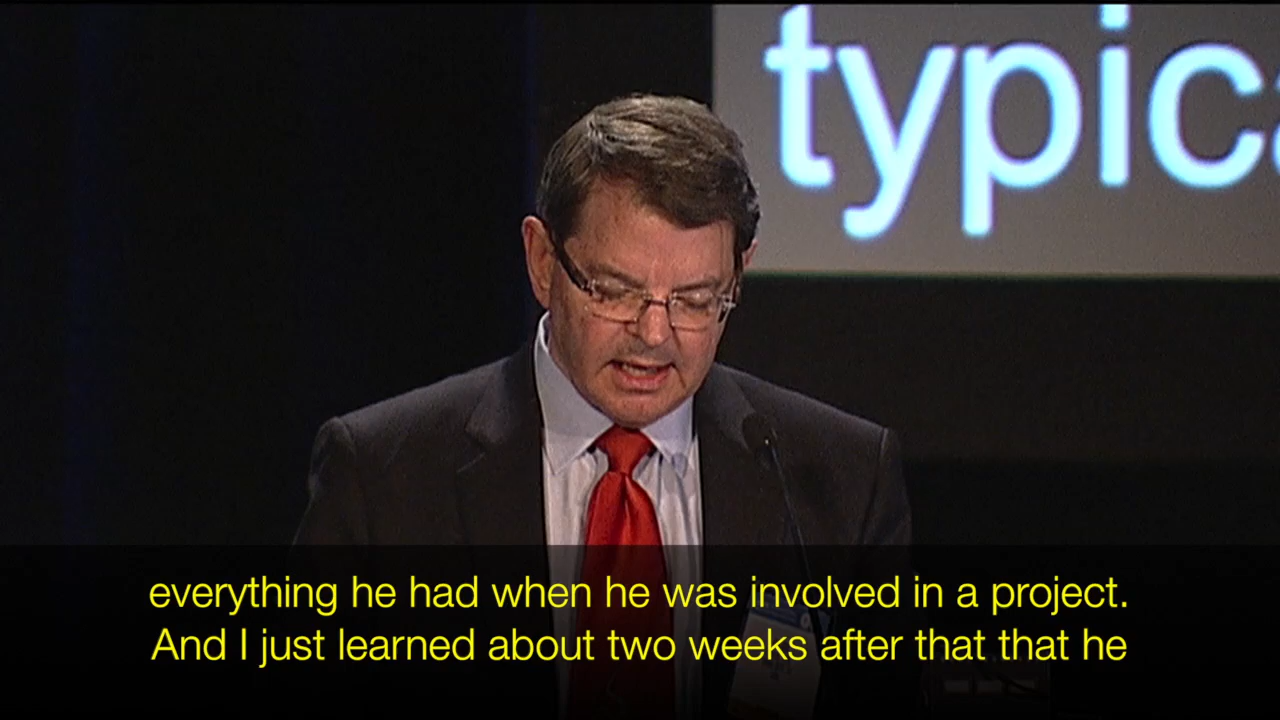 typica
everything he had when he was involved in a project.
And I just learned about two weeks after that that he